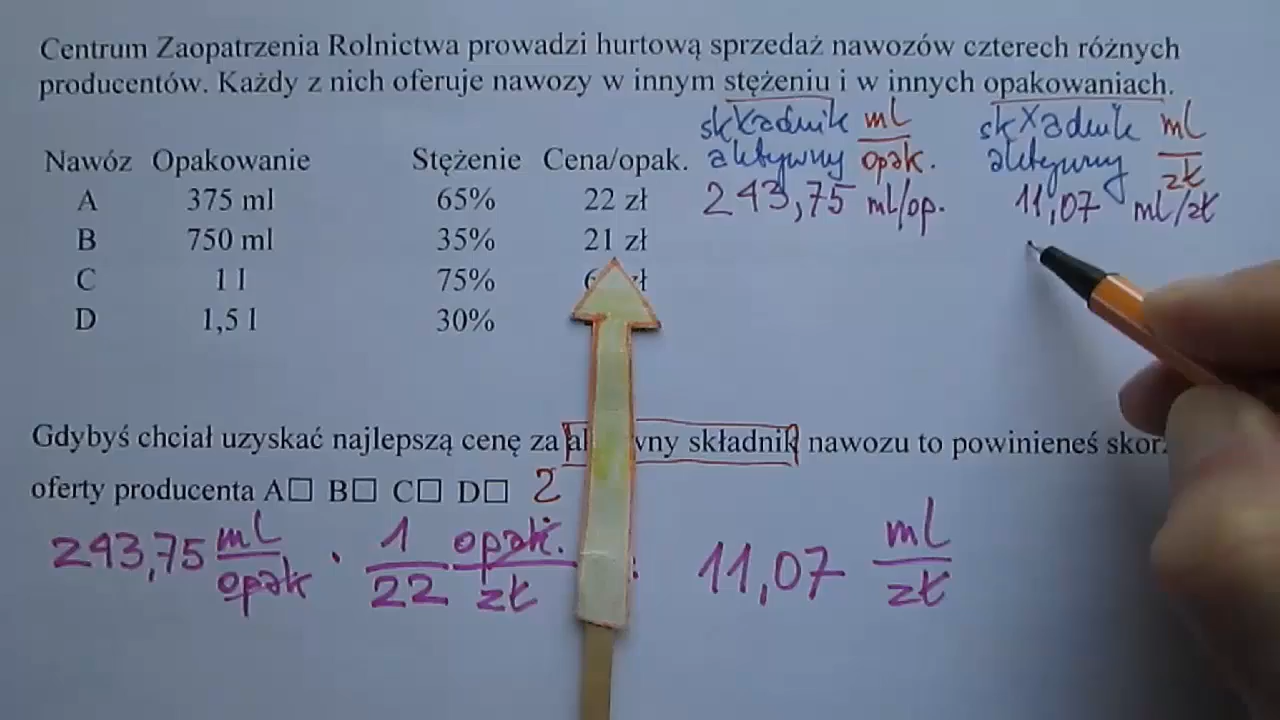 Centrum Zaopatrzenia Rolnictwa prowadzi hurtową sprzedaż nawozów czterech różnych
producentów. Każdy z nich oferuje nawozy w innym stężeniu i w innych opakowaniach.
składnik aktywny ml/opak.
składnik aktywny ml/zł
Nawóz Opakowanie Stężenie Cena/opak.
A 375 ml 65% 22 zł 243,75 ml/op. 11,07 ml/zł
B 750 ml 35% 21 zł
C 1 l 75% zł
D 1,5 l 30%
Gdybyś chciał uzyskać najlepszą cenę za składnik nawozu to powinieneś
oferty producenta A□ B□ C□ D□ 2
243,75 ml/opak · 1/22 opak./zł = 11,07 ml/zł